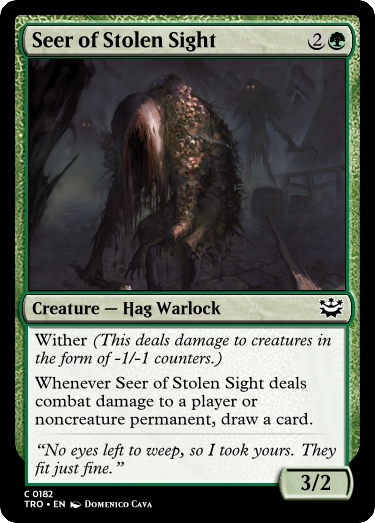 Seer of Stolen Sight 2
Creature — Hag Warlock
Wither (This deals damage to creatures in
the form of -1/-1 counters.)
Whenever Seer of Stolen Sight deals
combat damage to a player or
noncreature permanent, draw a card.
“No eyes left to weep, so I took yours. They
fit just fine.”
3/2
C 0182
TRO • EN Domenico Cava